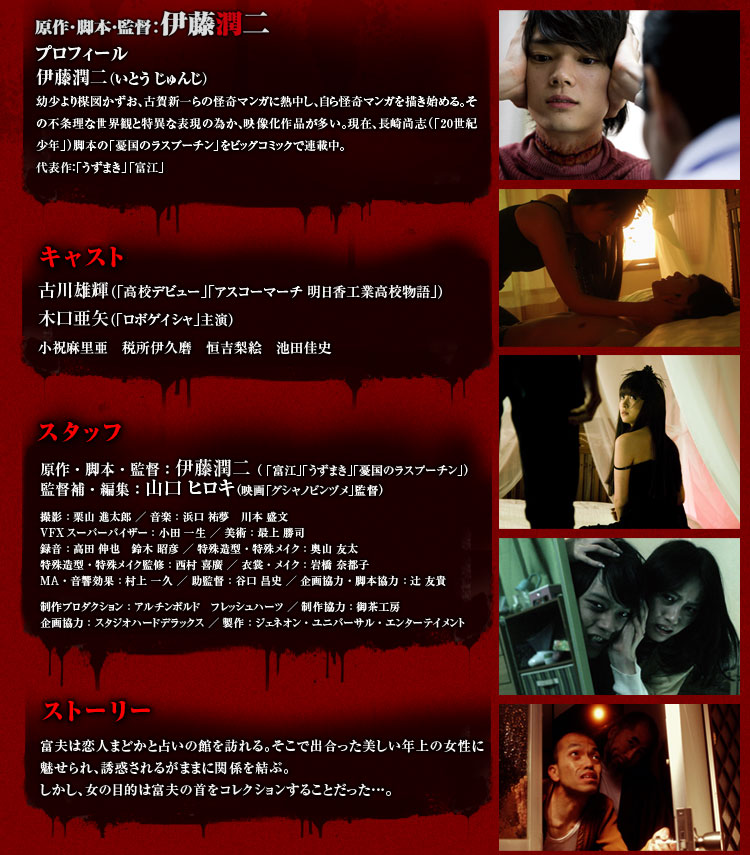 原作・脚本・監督：伊藤潤二
プロフィール
伊藤潤二（いとう じゅんじ）
幼少より楳図かずお、古賀新一らの怪奇マンガに熱中し、自ら怪奇マンガを描き始める。そ
の不条理な世界観と特異な表現の為か、映像化作品が多い。現在、長崎尚志（「20世紀
少年」）脚本の「憂国のラスプーチン」をビッグコミックで連載中。
代表作：「うずまき」「富江」
キャスト
古川雄輝（「高校デビュー」「アスコーマーチ 明日香工業高校物語」）
木口亜矢（「ロボゲイシャ」主演）
小祝麻里亜　税所伊久磨　恒吉梨絵　池田佳史
スタッフ
原作・脚本・監督：伊藤潤二（「富江」「うずまき」「憂国のラスプーチン」）
監督補・編集：山口 ヒロキ（映画「グシャノビンヅメ」監督）
撮影：栗山 進太郎 ／ 音楽：浜口 祐夢　川本 盛文
VFXスーパーバイザー：小田 一生 ／ 美術：最上 勝司
録音：高田 伸也　鈴木 昭彦 ／ 特殊造型・特殊メイク：奥山 友太
特殊造型・特殊メイク監修：西村 喜廣 ／ 衣裳・メイク：岩橋 奈都子
MA・音響効果：村上 一久 ／ 助監督：谷口 昌史 ／ 企画協力・脚本協力：辻 友貴
制作プロダクション：アルチンボルド　フレッシュハーツ ／ 制作協力：御茶工房
企画協力：スタジオハードデラックス ／ 製作：ジェネオン・ユニバーサル・エンターテイメント
ストーリー
富夫は恋人まどかと占いの館を訪れる。そこで出合った美しい年上の女性に
魅せられ、誘惑されるがままに関係を結ぶ。
しかし、女の目的は富夫の首をコレクションすることだった…。